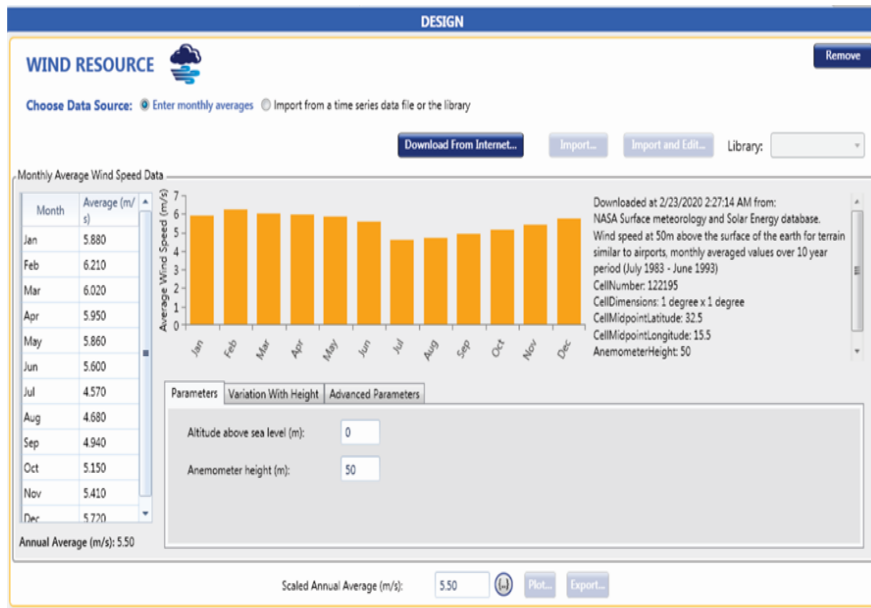 DESIGN
WIND RESOURCE
Remove
Choose Data Source: Enter monthly averages Import from a time series data file or the library
Download From Internet... Import... Import and Edit... Library:
Monthly Average Wind Speed Data
Month Average (m/
s)
Jan 5.880
Feb 6.210
Mar 6.020
Apr 5.950
May 5.860
Jun 5.600
Jul 4.570
Aug 4.680
Sep 4.940
Oct 5.150
Nov 5.410
Dec 5.720
Annual Average (m/s): 5.50
Average Wind Speed (m/s)
7
6
5
4
3
2
1
0
Jan Feb Mar Apr May Jun Jul Aug Sep Oct Nov Dec
Downloaded at 2/23/2020 2:27:14 AM from:
NASA Surface meteorology and Solar Energy database.
Wind speed at 50m above the surface of the earth for terrain
similar to airports, monthly averaged values over 10 year
period (July 1983 - June 1993)
CellNumber: 122195
CellDimensions: 1 degree x 1 degree
CellMidpointLatitude: 32.5
CellMidpointLongitude: 15.5
AnemometerHeight: 50
Parameters Variation With Height Advanced Parameters
Altitude above sea level (m): 0
Anemometer height (m): 50
Scaled Annual Average (m/s): 5.50 {..} Plot... Export...